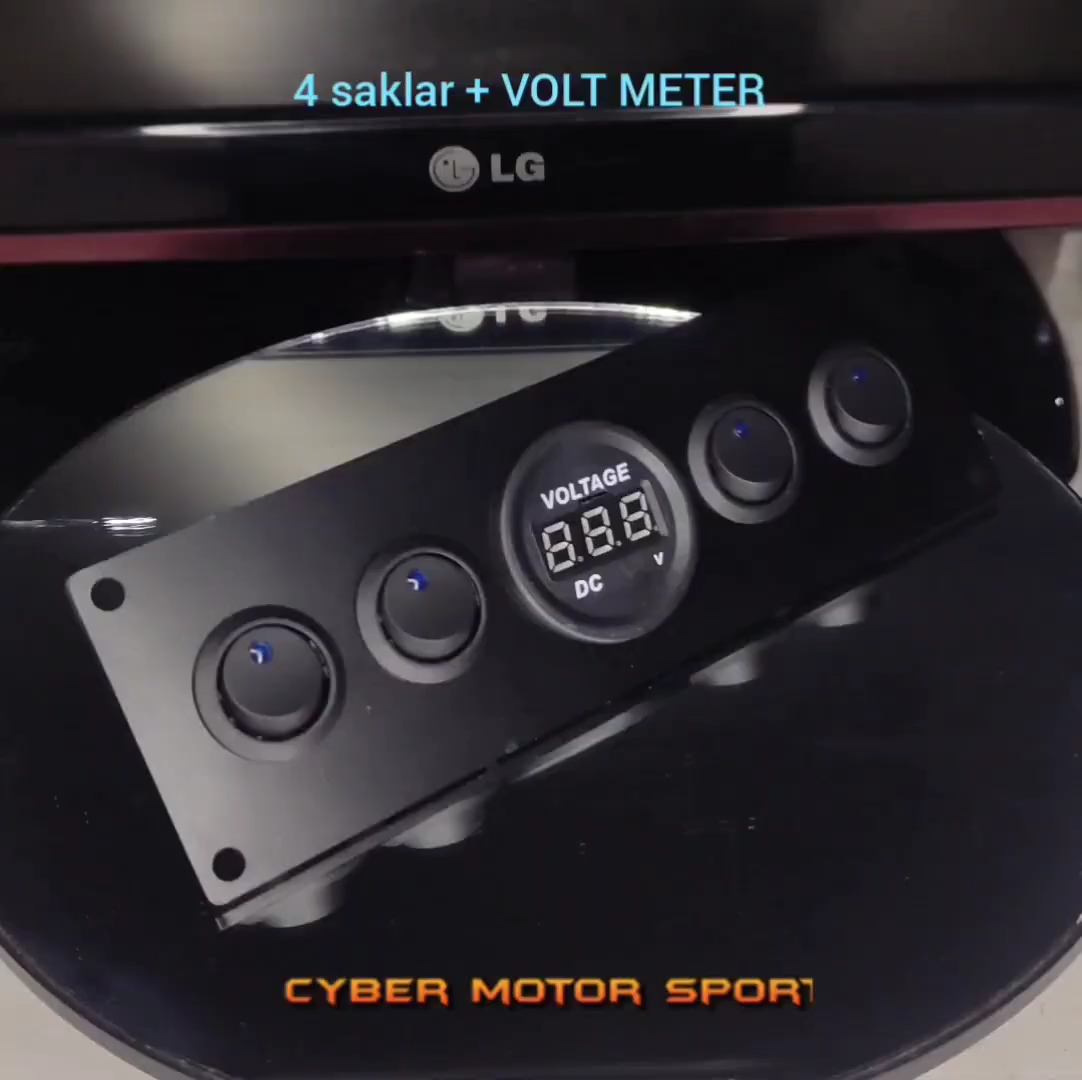 4 saklar + VOLT METER
LG
VOLTAGE
8.8.8
DC
V
CYBER MOTOR SPORT